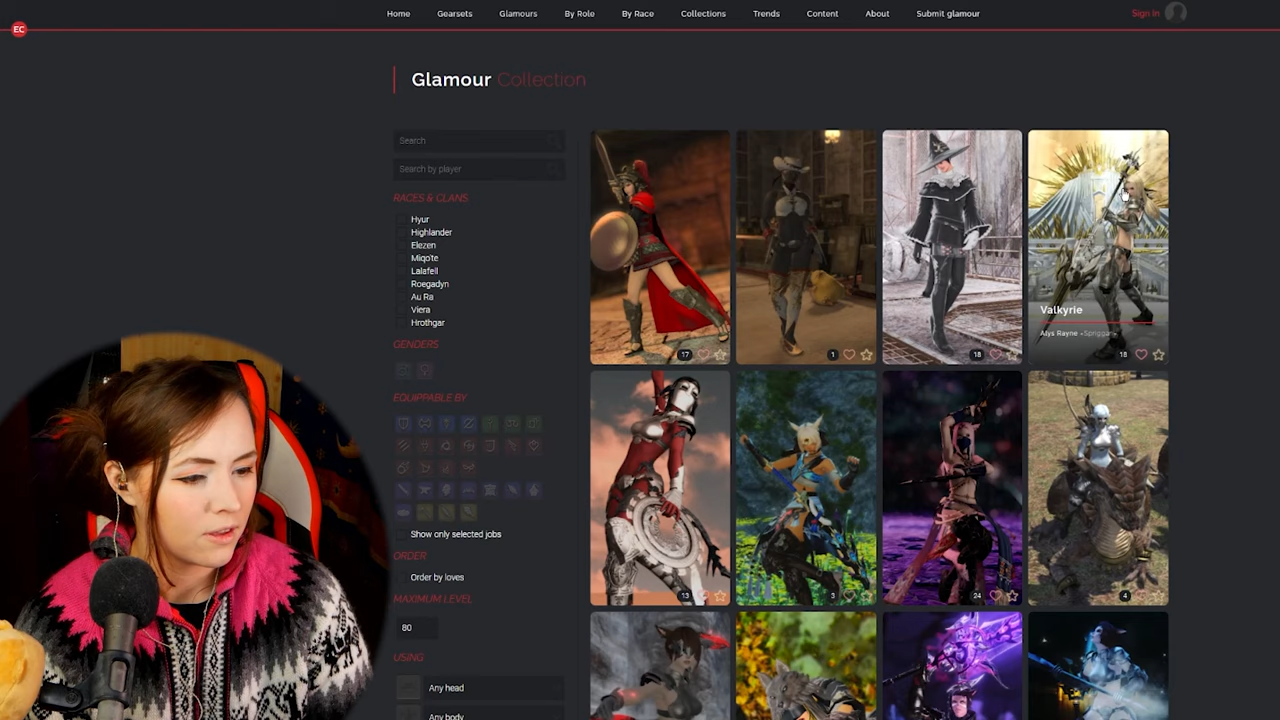 Home Gearsets Glamours By Role By Race Collections Trends Content About Submit glamour Sign In
EC
Glamour Collection
Search
Search by player
RACES & CLANS
Hyur
Highlander
Elezen
Miqo'te
Lalafell
Roegadyn
Au Ra
Viera
Hrothgar
GENDERS
EQUIPPABLE BY
Show only selected jobs
ORDER
Order by loves
MAXIMUM LEVEL
80
USING
Any head
Any body
Valkyrie
Alys Rayne «Spriggan»
17
1
18
18
13
3
24
4